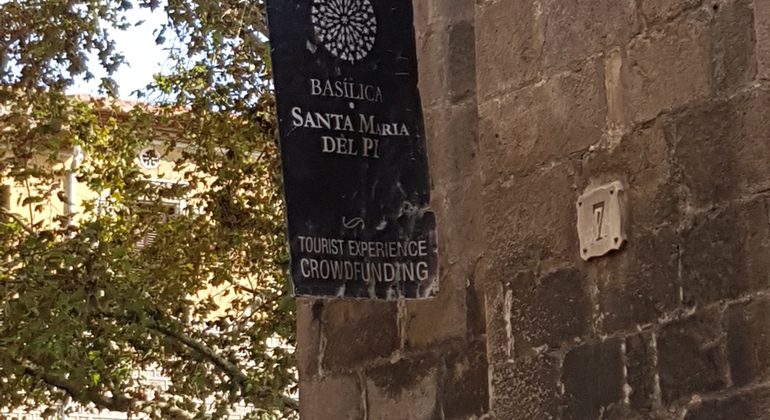 BASÍLICA
SANTA MARIA
DEL PI
TOURIST EXPERIENCE
CROWDFUNDING
7